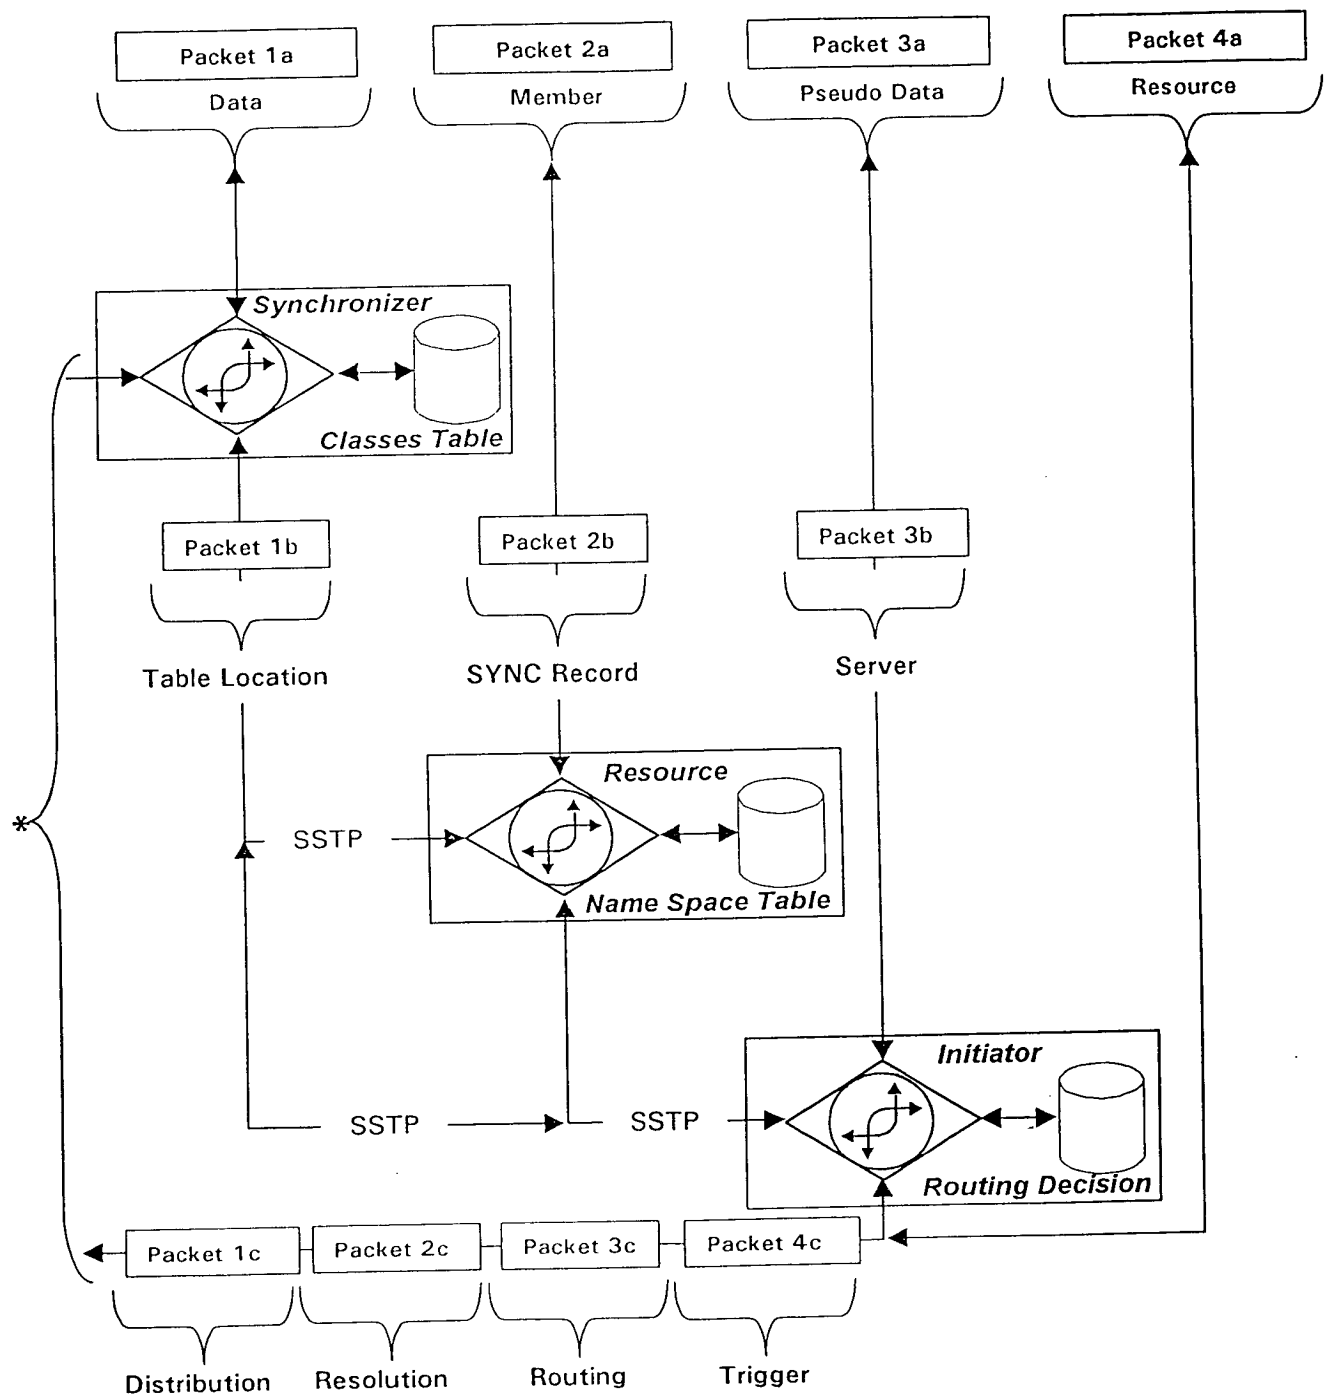 Packet 1a
Packet 2a
Packet 3a
Packet 4a
Data
Member
Pseudo Data
Resource
Synchronizer
Classes Table
Packet 1b
Packet 2b
Packet 3b
Table Location
SYNC Record
Server
Resource
*
SSTP
Name Space Table
Initiator
SSTP
SSTP
Routing Decision
Packet 1c
Packet 2c
Packet 3c
Packet 4c
Distribution
Resolution
Routing
Trigger